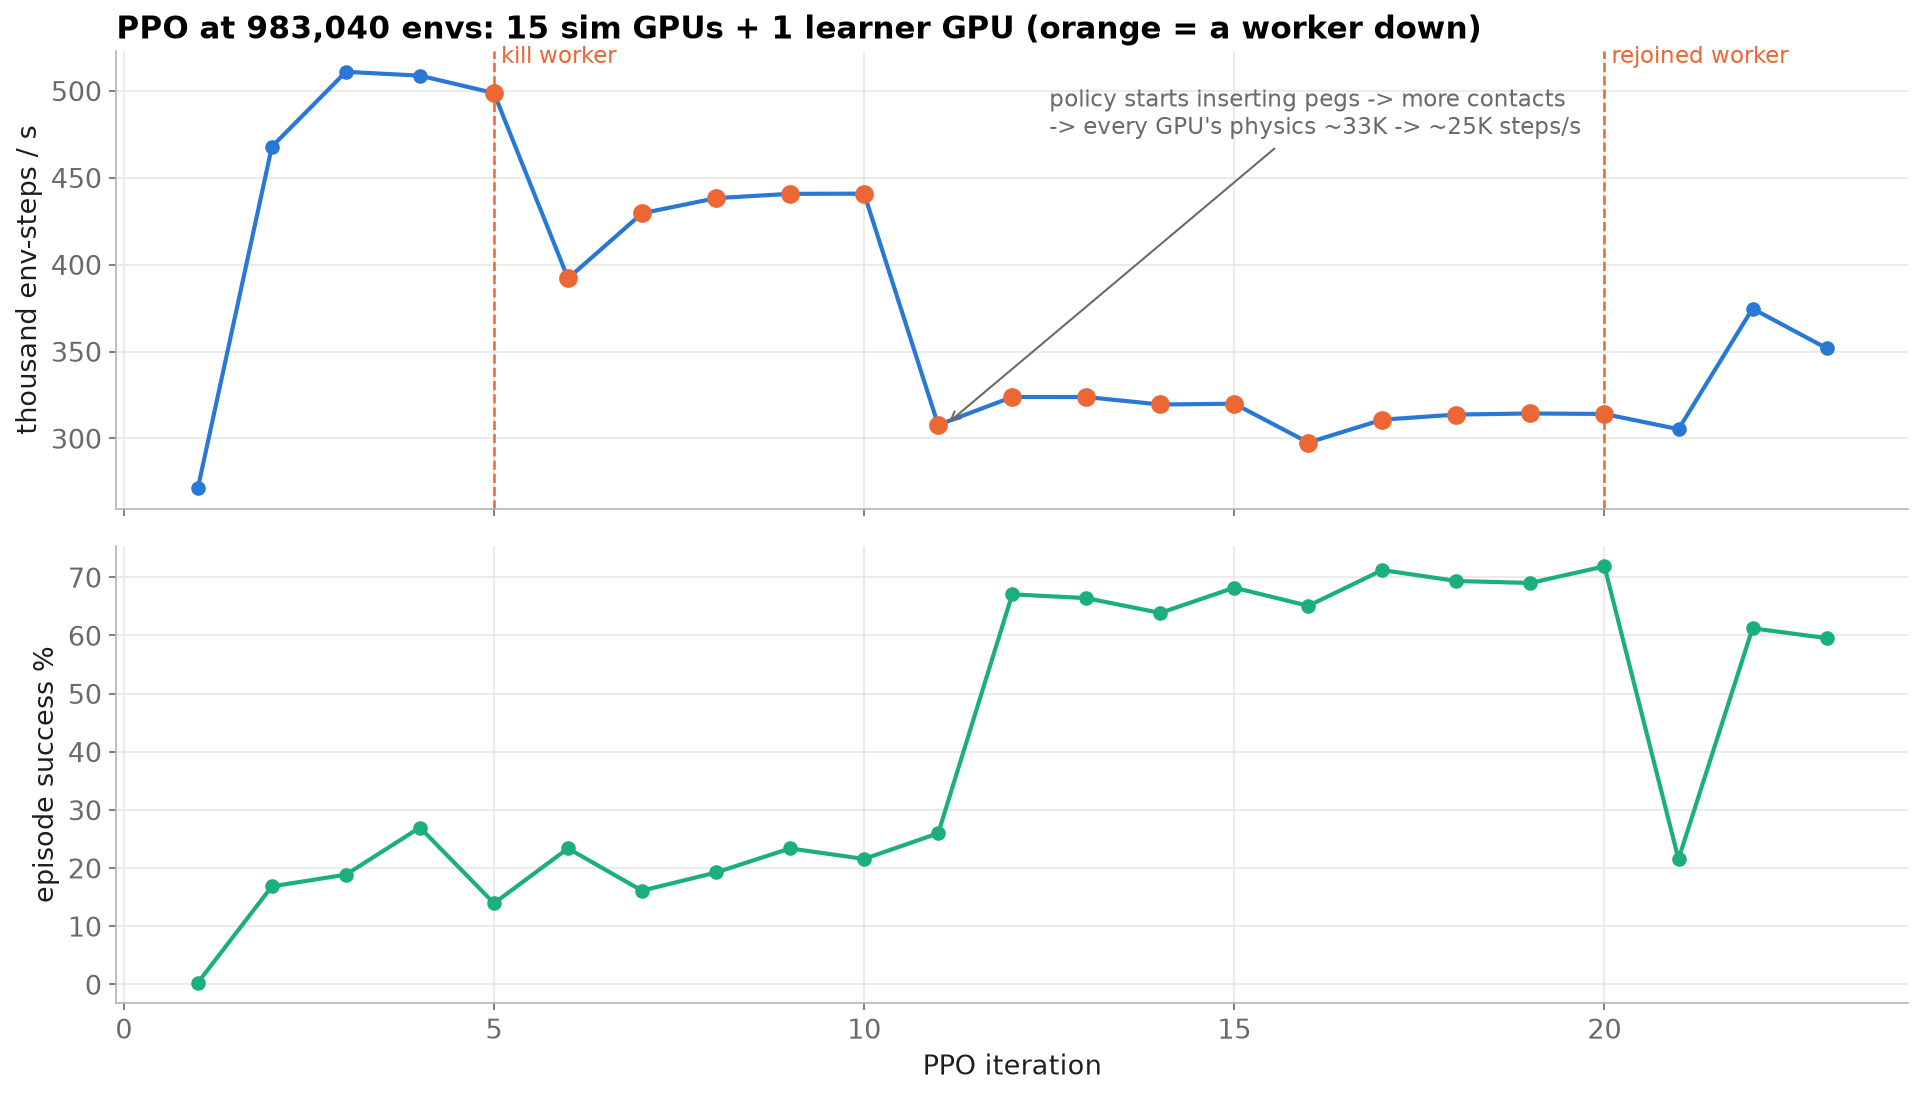 PPO at 983,040 envs: 15 sim GPUs + 1 learner GPU (orange = a worker down)
kill worker
rejoined worker
policy starts inserting pegs -> more contacts
-> every GPU's physics ~33K -> ~25K steps/s
thousand env-steps / s
500
450
400
350
300
episode success %
70
60
50
40
30
20
10
0
0 5 10 15 20
PPO iteration